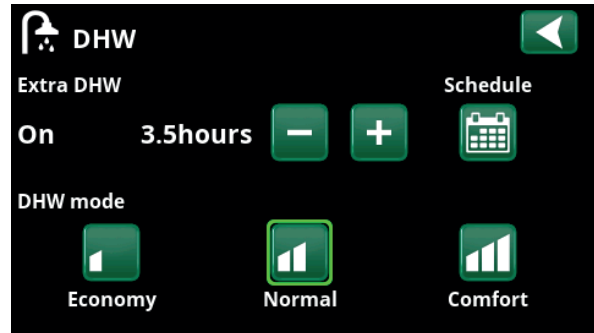 DHW
Extra DHW
Schedule
On 3.5hours - +
DHW mode
Economy Normal Comfort